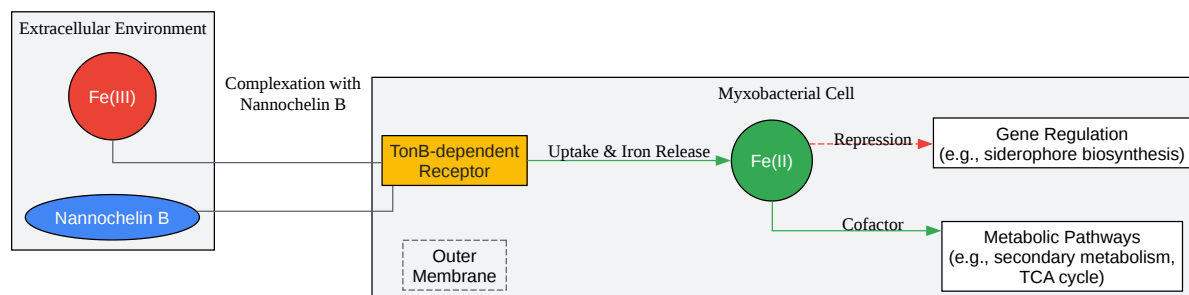 Extracellular Environment
Fe(III)
Nannochelin B
Complexation with
Nannochelin B
Myxobacterial Cell
TonB-dependent
Receptor
Uptake & Iron Release
Fe(II)
Repression
Gene Regulation
(e.g., siderophore biosynthesis)
Cofactor
Metabolic Pathways
(e.g., secondary metabolism,
TCA cycle)
Outer
Membrane